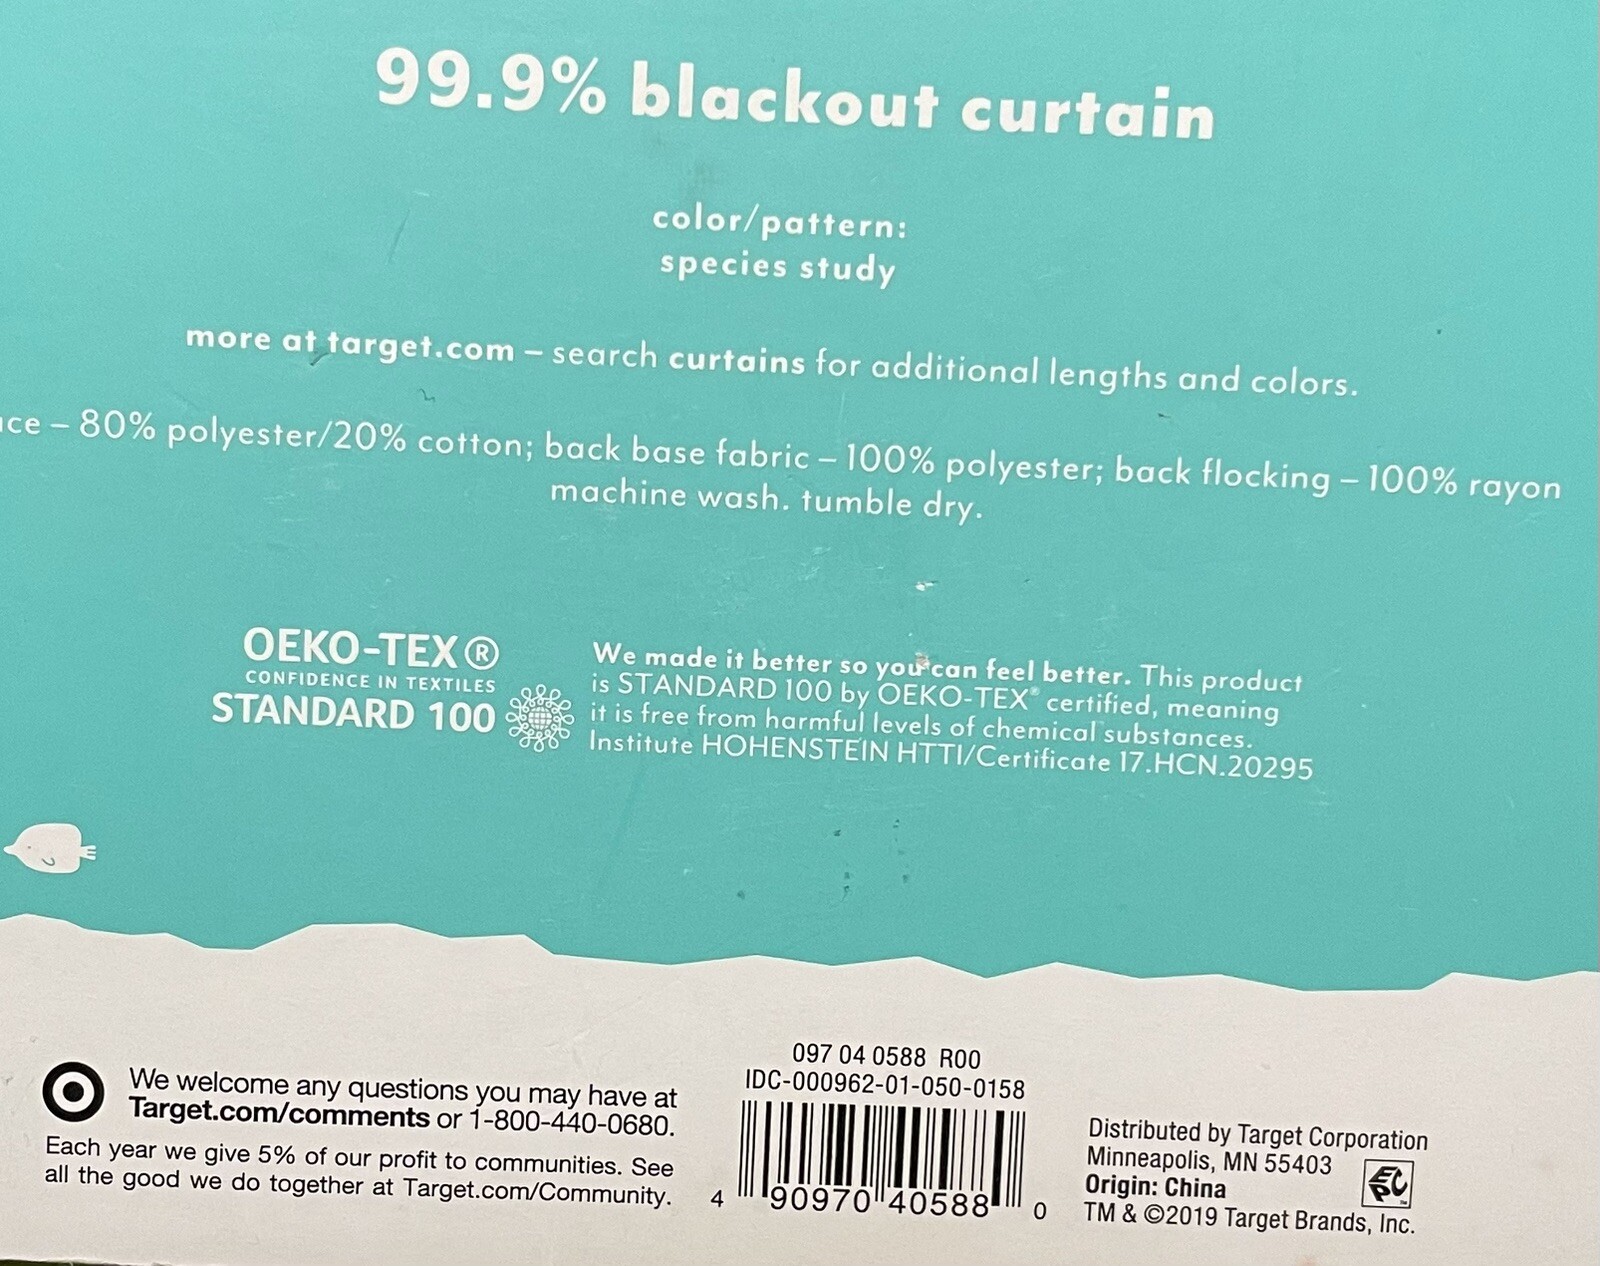 99.9% blackout curtain
color/pattern:
species study
more at target.com – search curtains for additional lengths and colors.
– 80% polyester/20% cotton; back base fabric – 100% polyester; back flocking – 100% rayon
machine wash. tumble dry.
OEKO-TEX®
CONFIDENCE IN TEXTILES
STANDARD 100
We made it better so you can feel better. This product
is STANDARD 100 by OEKO-TEX® certified, meaning
it is free from harmful levels of chemical substances.
Institute HOHENSTEIN HTTI/Certificate 17.HCN.20295
We welcome any questions you may have at
Target.com/comments or 1-800-440-0680.
Each year we give 5% of our profit to communities. See
all the good we do together at Target.com/Community.
097 04 0588 R00
IDC-000962-01-050-0158
4 90970 40588 0
Distributed by Target Corporation
Minneapolis, MN 55403
Origin: China
TM & ©2019 Target Brands, Inc.
EPC